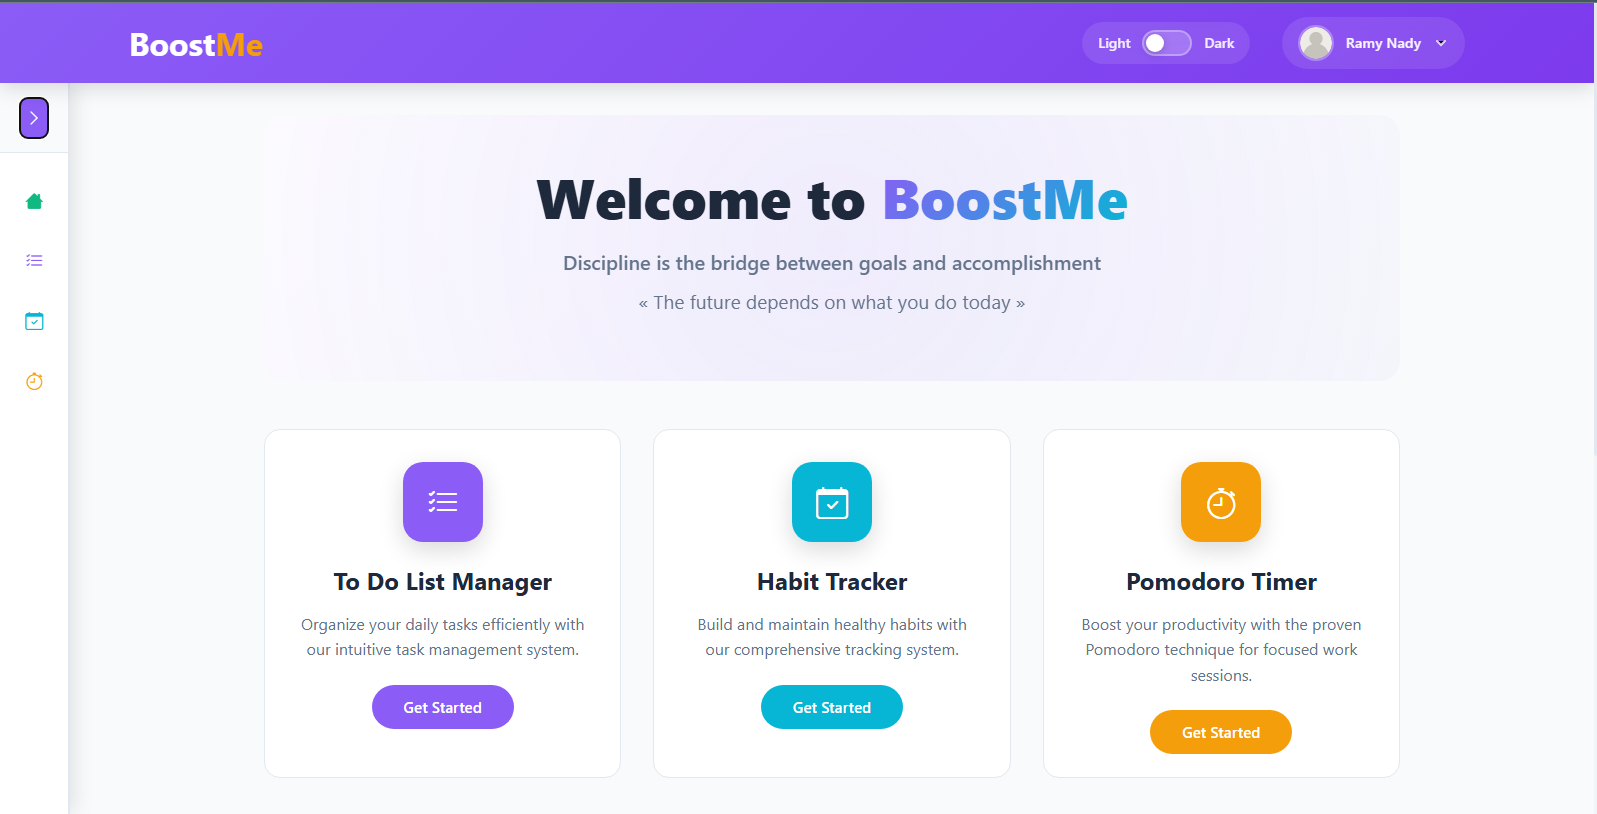 BoostMe
Light
Dark
Ramy Nady
Welcome to BoostMe
Discipline is the bridge between goals and accomplishment
« The future depends on what you do today »
To Do List Manager
Organize your daily tasks efficiently with
our intuitive task management system.
Get Started
Habit Tracker
Build and maintain healthy habits with
our comprehensive tracking system.
Get Started
Pomodoro Timer
Boost your productivity with the proven
Pomodoro technique for focused work
sessions.
Get Started